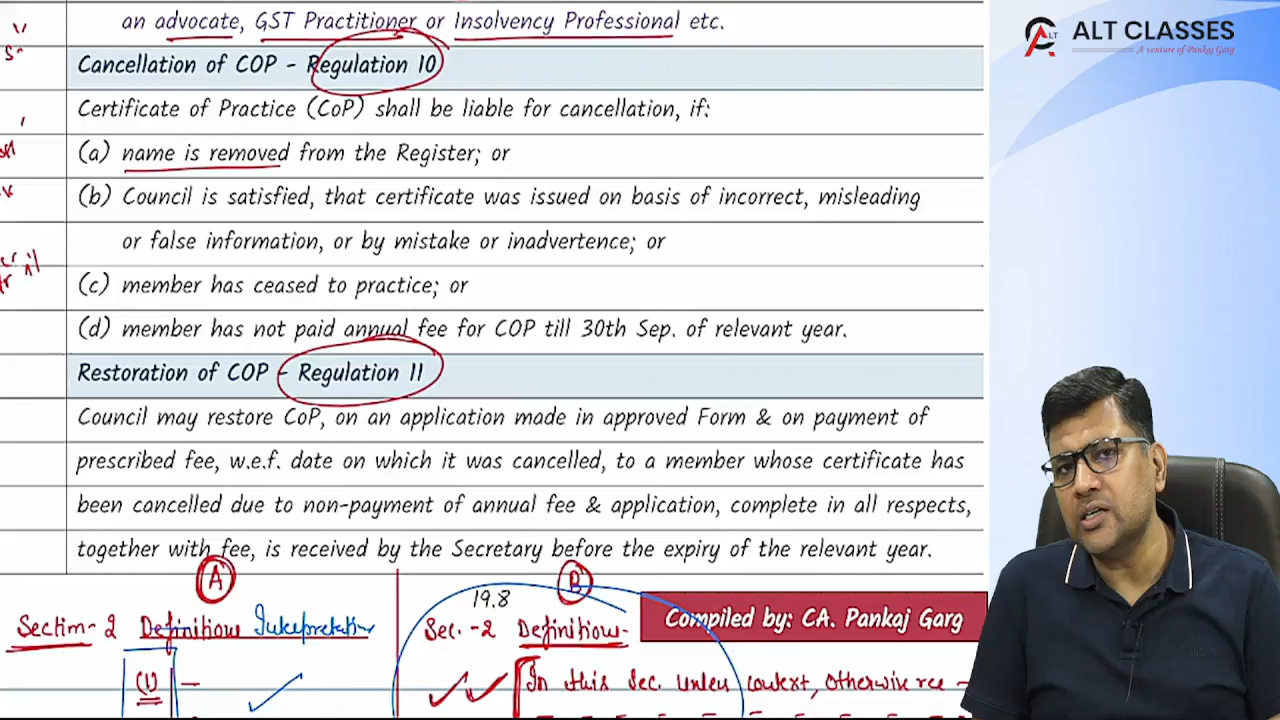 an advocate, GST Practitioner or Insolvency Professional etc.
ALT CLASSES
A venture of Pankaj Garg
Cancellation of COP - Regulation 10
Certificate of Practice (CoP) shall be liable for cancellation, if:
(a) name is removed from the Register; or
(b) Council is satisfied, that certificate was issued on basis of incorrect, misleading
or false information, or by mistake or inadvertence; or
(c) member has ceased to practice; or
(d) member has not paid annual fee for COP till 30th Sep. of relevant year.
Restoration of COP - Regulation 11
Council may restore CoP, on an application made in approved Form & on payment of
prescribed fee, w.e.f. date on which it was cancelled, to a member whose certificate has
been cancelled due to non-payment of annual fee & application, complete in all respects,
together with fee, is received by the Secretary before the expiry of the relevant year.
A
B
19.8
Compiled by: CA. Pankaj Garg
Section-2 Definitions Interpretation
Sec.-2 Definitions-
(1) -
In this Sec. unless context, otherwise re -